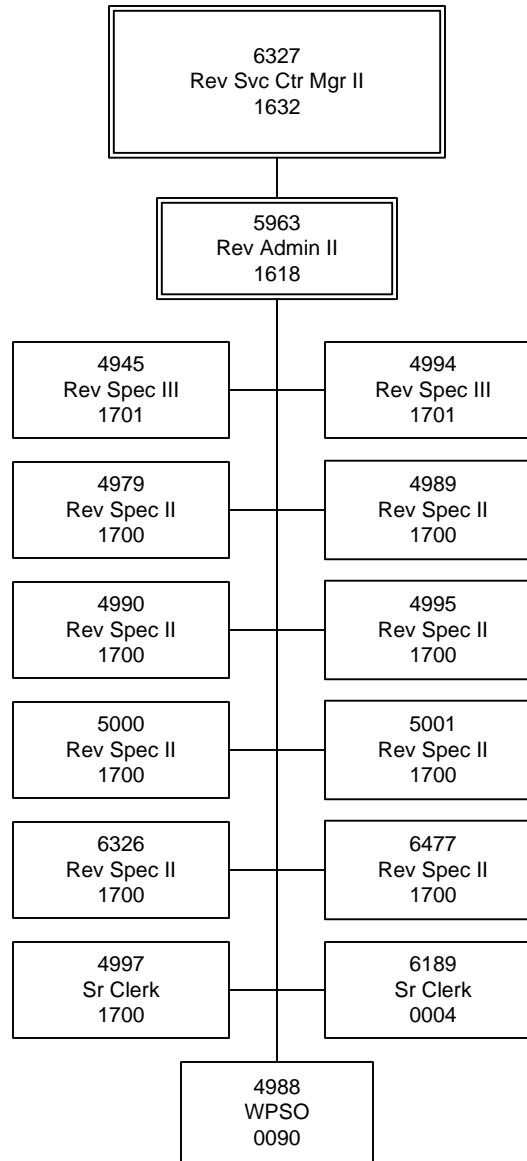 6327
Rev Svc Ctr Mgr II
1632
5963
Rev Admin II
1618
4945
Rev Spec III
1701
4994
Rev Spec III
1701
4979
Rev Spec II
1700
4989
Rev Spec II
1700
4990
Rev Spec II
1700
4995
Rev Spec II
1700
5000
Rev Spec II
1700
5001
Rev Spec II
1700
6326
Rev Spec II
1700
6477
Rev Spec II
1700
4997
Sr Clerk
1700
6189
Sr Clerk
0004
4988
WPSO
0090